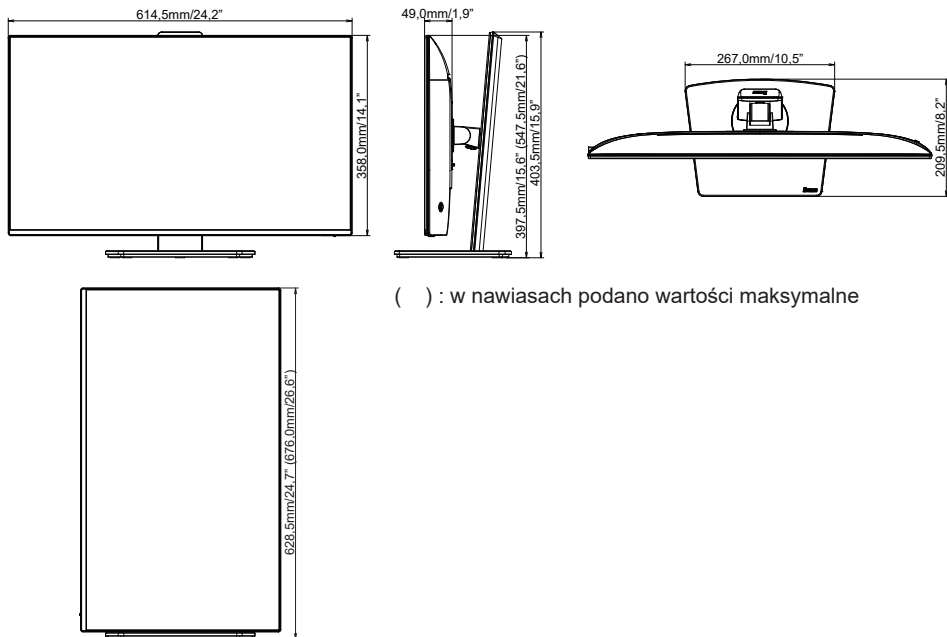 614,5mm/24,2”
358,0mm/14,1”
49,0mm/1,9”
397,5mm/15,6” (547,5mm/21,6”)
403,5mm/15,9”
267,0mm/10,5”
209,5mm/8,2”
( ) : w nawiasach podano wartości maksymalne
628,5mm/24,7” (676,0mm/26,6”)